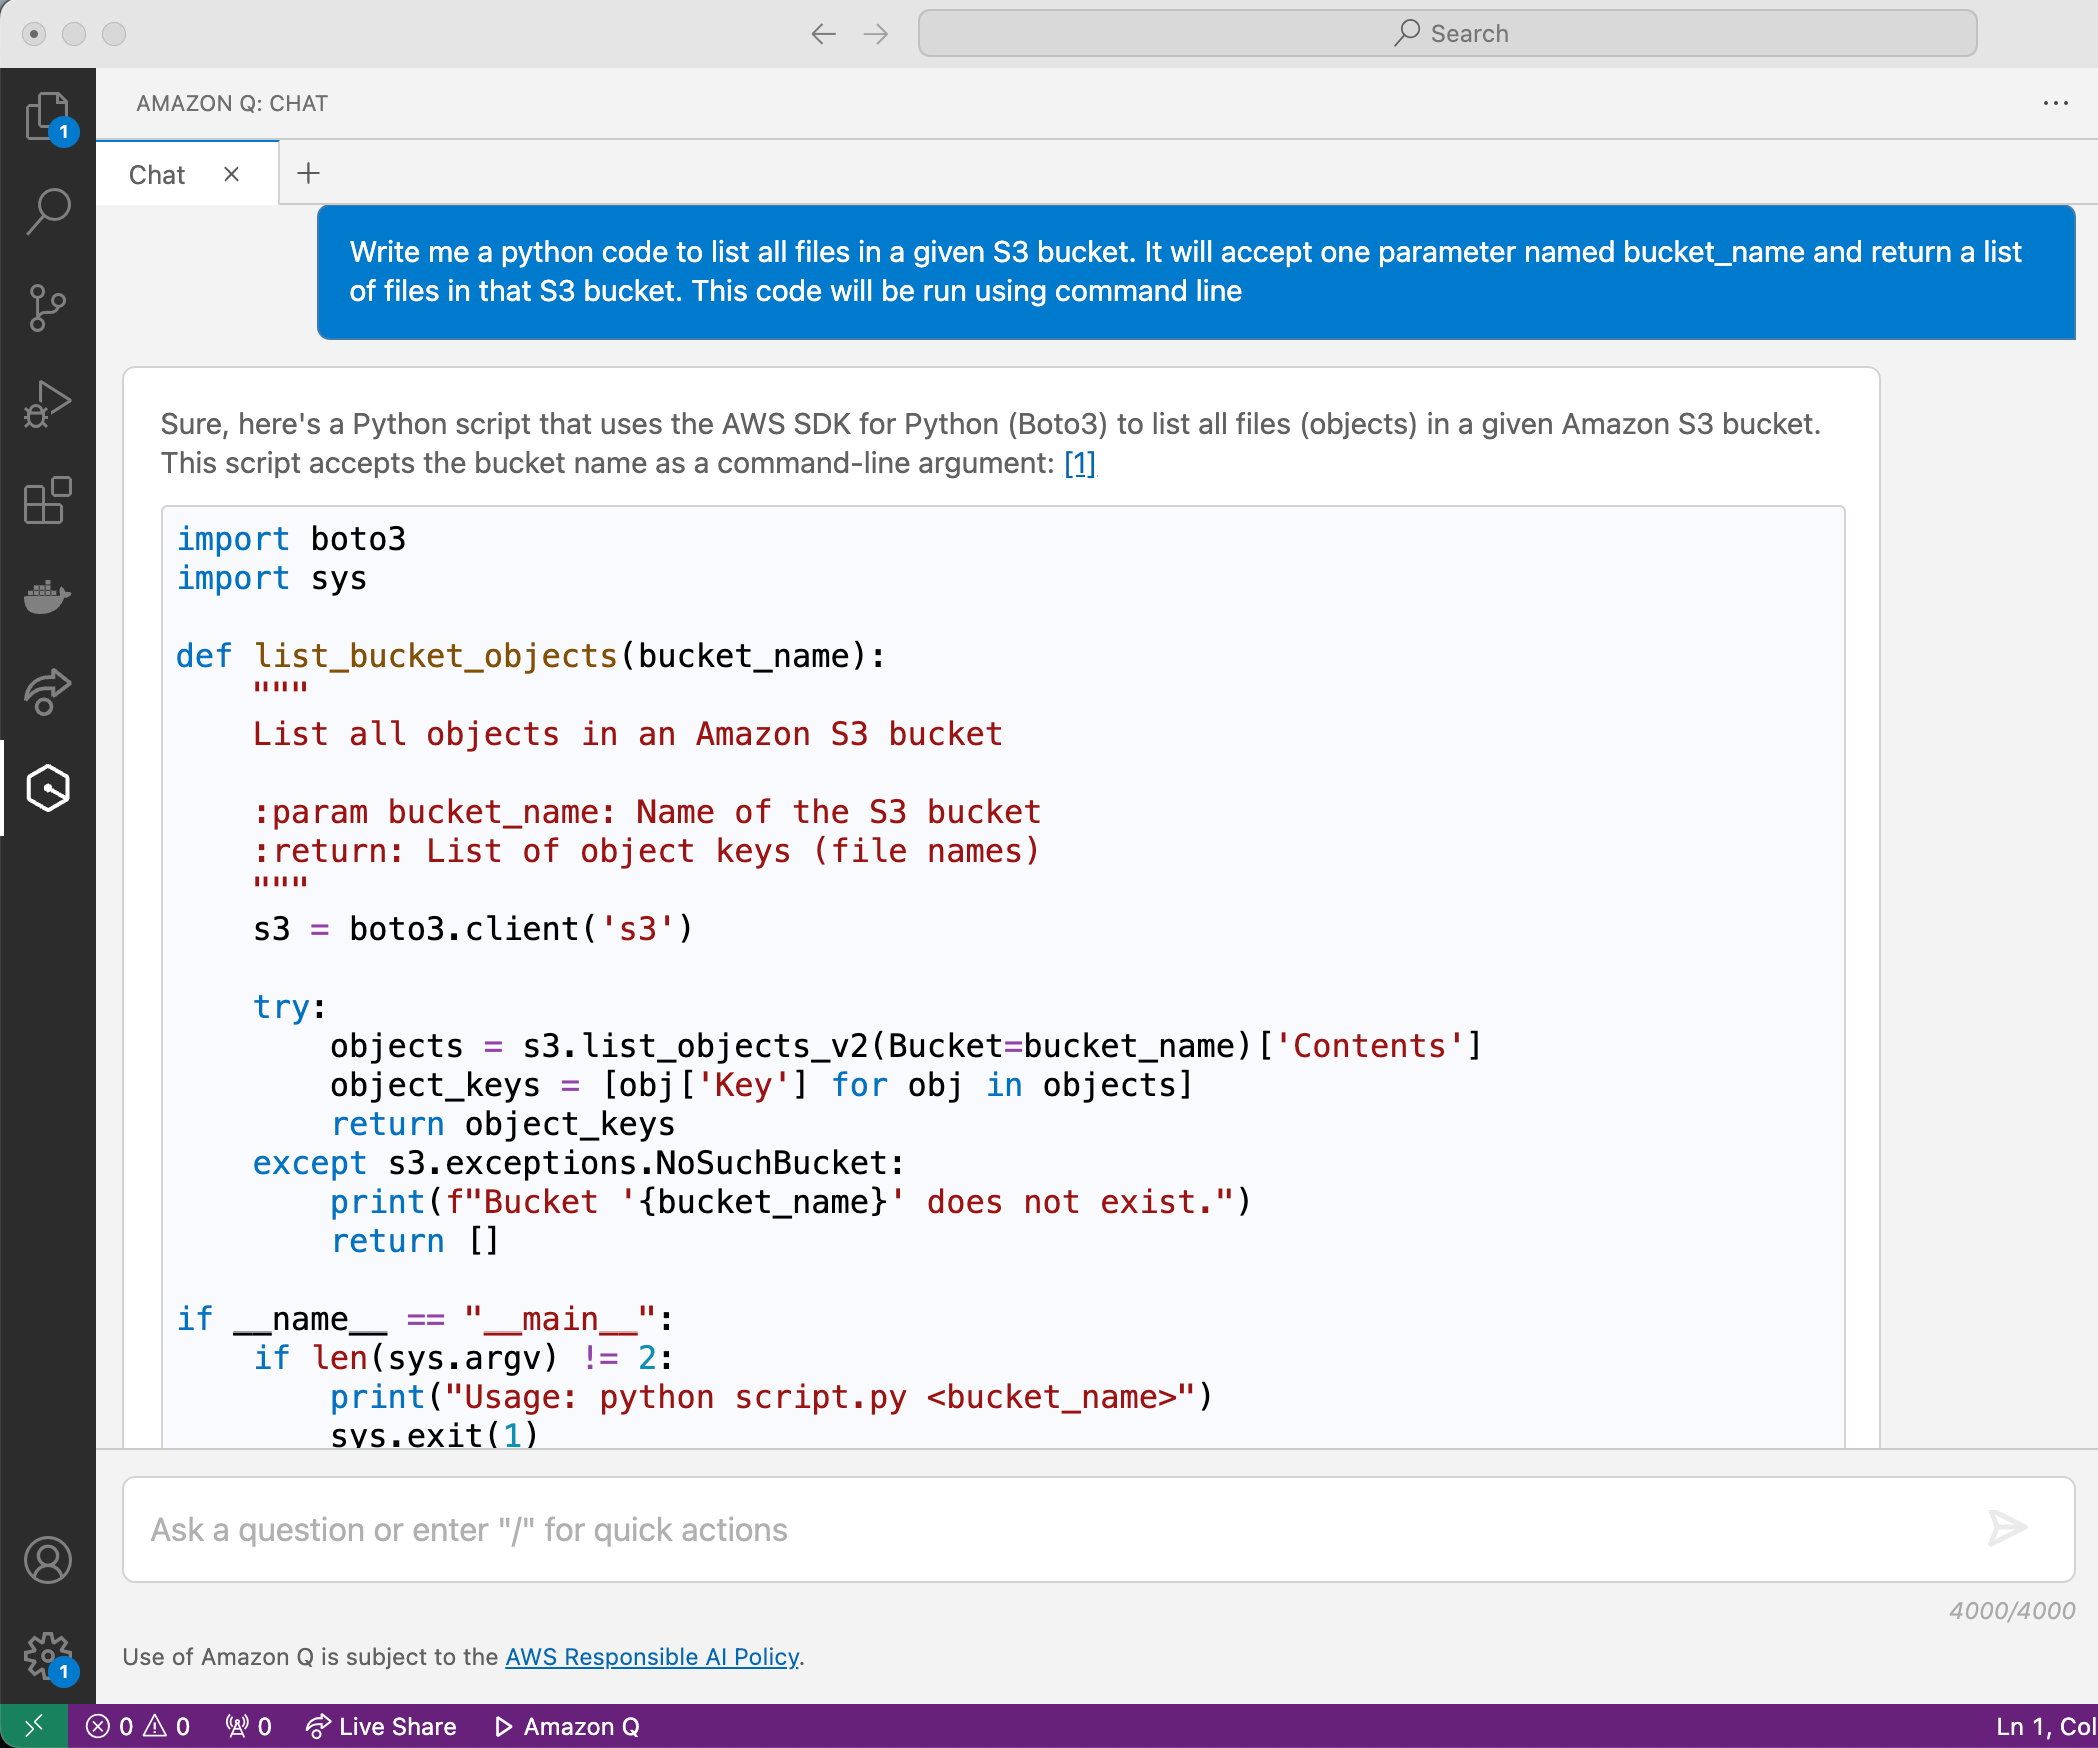 Search
AMAZON Q: CHAT
...
1
Chat × +
Write me a python code to list all files in a given S3 bucket. It will accept one parameter named bucket_name and return a list
of files in that S3 bucket. This code will be run using command line
Sure, here's a Python script that uses the AWS SDK for Python (Boto3) to list all files (objects) in a given Amazon S3 bucket.
This script accepts the bucket name as a command-line argument: [1]
import boto3
import sys
def list_bucket_objects(bucket_name):
"""
List all objects in an Amazon S3 bucket
:param bucket_name: Name of the S3 bucket
:return: List of object keys (file names)
"""
s3 = boto3.client('s3')
try:
objects = s3.list_objects_v2(Bucket=bucket_name)['Contents']
object_keys = [obj['Key'] for obj in objects]
return object_keys
except s3.exceptions.NoSuchBucket:
print(f"Bucket '{bucket_name}' does not exist.")
return []
if __name__ == "__main__":
if len(sys.argv) != 2:
print("Usage: python script.py <bucket_name>")
sys.exit(1)
Ask a question or enter "/" for quick actions
4000/4000
Use of Amazon Q is subject to the AWS Responsible AI Policy.
1
0 0 0 Live Share Amazon Q Ln 1, Col